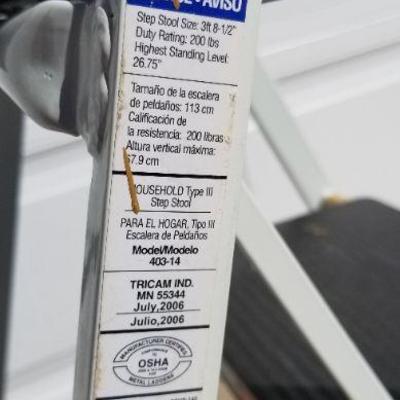 AVISO
Step Stool Size: 3ft 8-1/2"
Duty Rating: 200 lbs
Highest Standing Level:
26.75"
Tamaño de la escalera
de peldaños: 113 cm
Calificación de
la resistencia: 200 libras
Altura vertical máxima:
67.9 cm
HOUSEHOLD Type III
Step Stool
PARA EL HOGAR, Tipo III
Escalera de Peldaños
Model/Modelo
403-14
TRICAM IND.
MN 55344
July,2006
Julio,2006
MANUFACTURER CERTIFIES
CONFORMANCE TO
OSHA
METAL LADDERS